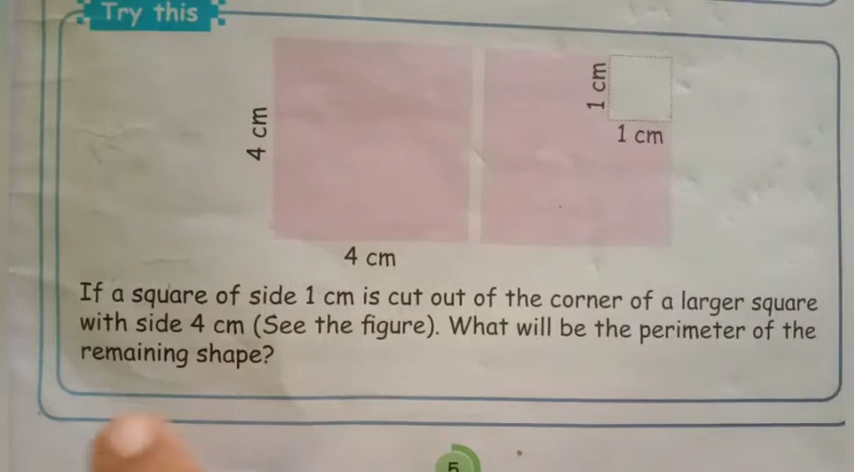 Try this
4 cm
1 cm
1 cm
4 cm
If a square of side 1 cm is cut out of the corner of a larger square
with side 4 cm (See the figure). What will be the perimeter of the
remaining shape?
5